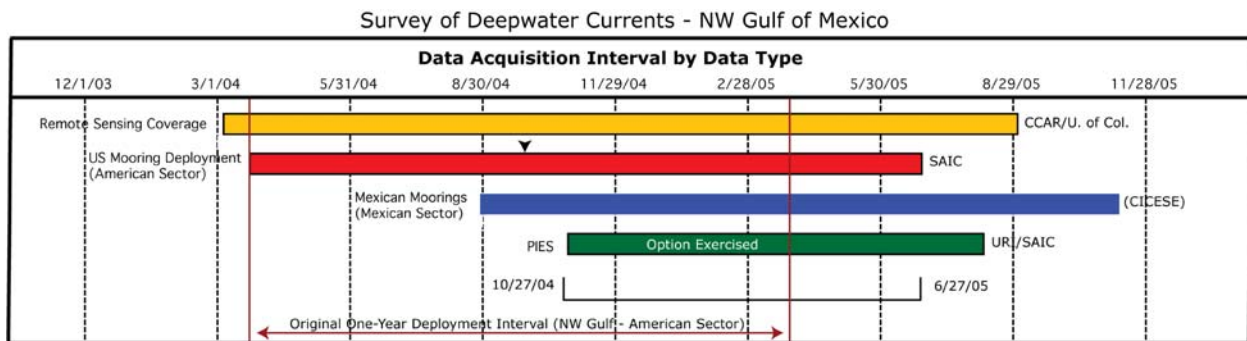 Survey of Deepwater Currents - NW Gulf of Mexico
Data Acquisition Interval by Data Type
12/1/03 3/1/04 5/31/04 8/30/04 11/29/04 2/28/05 5/30/05 8/29/05 11/28/05
Remote Sensing Coverage CCAR/U. of Col.
US Mooring Deployment
(American Sector) SAIC
Mexican Moorings
(Mexican Sector) (CICESE)
PIES Option Exercised URI/SAIC
10/27/04 6/27/05
Original One-Year Deployment Interval (NW Gulf - American Sector)